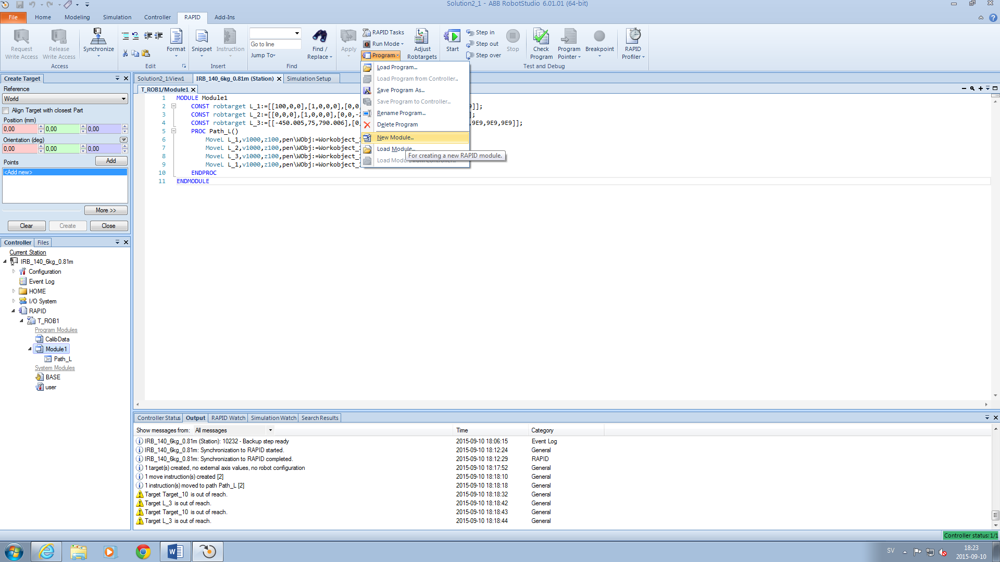 Solution2_1 - ABB RobotStudio 6.01.01 (64-bit)
File Home Modeling Simulation Controller RAPID Add-Ins
Request Write Access
Release Write Access
Synchronize
Access
Format
Edit
Snippet
Instruction
Insert
Go to line
Jump To
Find / Replace
Find
Apply
RAPID Tasks
Run Mode
Program
Adjust Robtargets
Start
Step in
Step out
Step over
Stop
Check Program
Program Pointer
Breakpoint
Test and Debug
RAPID Profiler
Load Program...
Load Program from Controller...
Save Program As...
Save Program to Controller...
Rename Program...
Delete Program
New Module...
Load Module...
Load Module from Controller...
For creating a new RAPID module.
Create Target
Reference
World
Align Target with closest Part
Position (mm)
0,00 0,00 0,00
Orientation (deg)
0,00 0,00 0,00
Points
Add
<Add new>
More >>
Clear Create Close
Controller Files
Current Station
IRB_140_6kg_0.81m
Configuration
Event Log
HOME
I/O System
RAPID
T_ROB1
Program Modules
CalibData
Module1
Path_L
System Modules
BASE
user
Solution2_1:View1 IRB_140_6kg_0.81m (Station) Simulation Setup
T_ROB1/Module1
1 MODULE Module1
2 CONST robtarget L_1:=[[100,0,0],[1,0,0,0],[0,0, 9]];
3 CONST robtarget L_2:=[[0,0,0],[1,0,0,0],[0,0,-2 ];
4 CONST robtarget L_3:=[[-450.005,75,790.006],[0, ,9E9,9E9,9E9]];
5 PROC Path_L()
6 MoveL L_1,v1000,z100,pen\WObj:=Workobject_1
7 MoveL L_2,v1000,z100,pen\WObj:=Workobject_1
8 MoveL L_3,v1000,z100,pen\WObj:=Workobject_1
9 MoveL L_1,v1000,z100,pen\WObj:=Workobject_1
10 ENDPROC
11 ENDMODULE
Controller Status Output RAPID Watch Simulation Watch Search Results
Show messages from: All messages Time Category
IRB_140_6kg_0.81m (Station): 10232 - Backup step ready 2015-09-10 18:06:15 Event Log
IRB_140_6kg_0.81m: Synchronization to RAPID started. 2015-09-10 18:12:24 General
IRB_140_6kg_0.81m: Synchronization to RAPID completed. 2015-09-10 18:12:29 RAPID
1 target(s) created, no external axis values, no robot configuration 2015-09-10 18:17:52 General
1 move instruction(s) created [2] 2015-09-10 18:18:10 General
1 instruction(s) moved to path Path_L [2] 2015-09-10 18:18:18 General
Target Target_10 is out of reach. 2015-09-10 18:18:32 General
Target L_3 is out of reach. 2015-09-10 18:18:42 General
Target Target_10 is out of reach. 2015-09-10 18:18:43 General
Target L_3 is out of reach. 2015-09-10 18:18:44 General
Controller status: 1/1
SV
18:23
2015-09-10